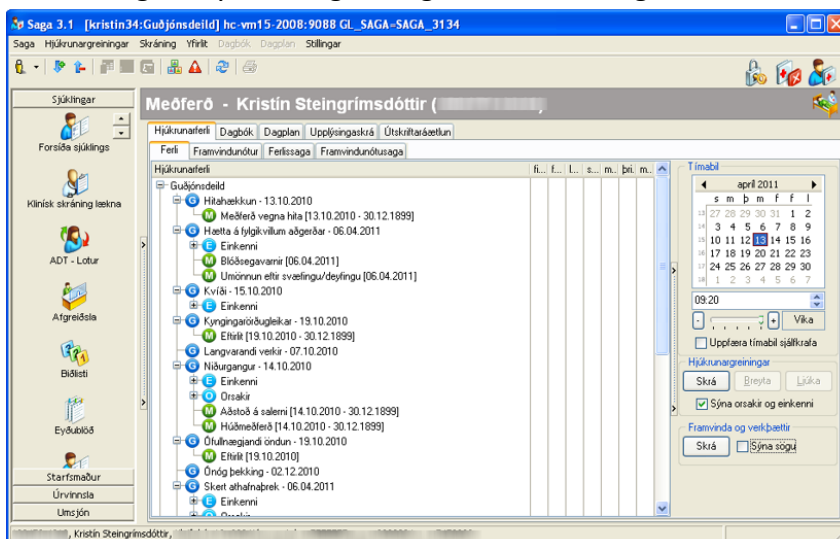 Saga 3.1 [kristin34:Guðjónsdeild] hc-vm15-2008:9088 GL_SAGA=SAGA_3134
Saga Hjúkrunargreiningar Skráning Yfirlit Dagbók Dagplan Stillingar
Sjúklingar
Forsíða sjúklings
Klínísk skráning lækna
ADT - Lotur
Afgreiðsla
Biðlisti
Eyðublöð
Starfsmaður
Úrvinnsla
Umsjón
Meðferð - Kristín Steingrímsdóttir (
Hjúkrunarferli Dagbók Dagplan Upplýsingaskrá Útskriftaráætlun
Ferli Framvindunótur Ferlissaga Framvindunótusaga
Hjúkrunarferli fi... f... l... s... m.. þri. m...
Guðjónsdeild
G Hitahækkun - 13.10.2010
M Meðferð vegna hita [13.10.2010 - 30.12.1899]
G Hætta á fylgikvillum aðgerðar - 06.04.2011
E Einkenni
M Blóðsegavarnir [06.04.2011]
M Umönnun eftir svæfingu/deyfingu [06.04.2011]
G Kvíði - 15.10.2010
E Einkenni
G Kyngingarörðugleikar - 19.10.2010
M Eftirlit [19.10.2010 - 30.12.1899]
G Langvarandi verkir - 07.10.2010
G Niðurgangur - 14.10.2010
E Einkenni
O Orsakir
M Aðstoð á salerni [14.10.2010 - 30.12.1899]
M Húðmeðferð [14.10.2010 - 30.12.1899]
G Ófullnægjandi öndun - 19.10.2010
M Eftirlit [19.10.2010]
G Ónóg þekking - 02.12.2010
G Skert athafnaþrek - 06.04.2011
E Einkenni
O Orsakir
Tímabil
apríl 2011
s m þ m f f l
13 27 28 29 30 31 1 2
14 3 4 5 6 7 8 9
15 10 11 12 13 14 15 16
16 17 18 19 20 21 22 23
17 24 25 26 27 28 29 30
18 1 2 3 4 5 6 7
09:20
- + Vika
Uppfæra tímabil sjálfkrafa
Hjúkrunargreiningar
Skrá Breyta Ljúka
Sýna orsakir og einkenni
Framvinda og verkþættir
Skrá Sýna sögu
, Kristín Steingrímsdóttir,